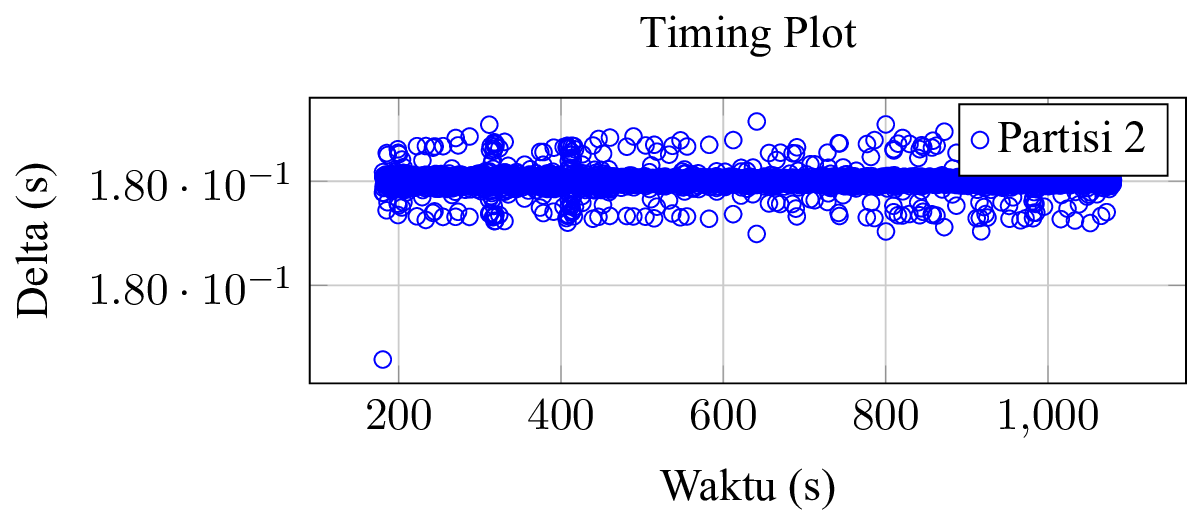 Timing Plot
Partisi 2
Delta (s)
1.80 · 10⁻¹
1.80 · 10⁻¹
200 400 600 800 1,000
Waktu (s)